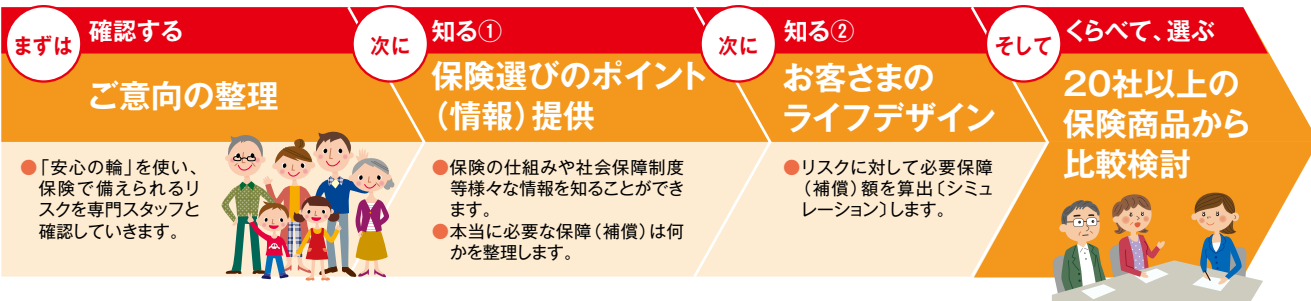 まずは
確認する
ご意向の整理
●「安心の輪」を使い、
保険で備えられるリ
スクを専門スタッフと
確認していきます。
次に
知る①
保険選びのポイント
（情報）提供
●保険の仕組みや社会保障制度
等様々な情報を知ることができ
ます。
●本当に必要な保障（補償）は何
かを整理します。
次に
知る②
お客さまの
ライフデザイン
●リスクに対して必要保障
（補償）額を算出〔シミュ
レーション〕します。
そして
くらべて、選ぶ
20社以上の
保険商品から
比較検討